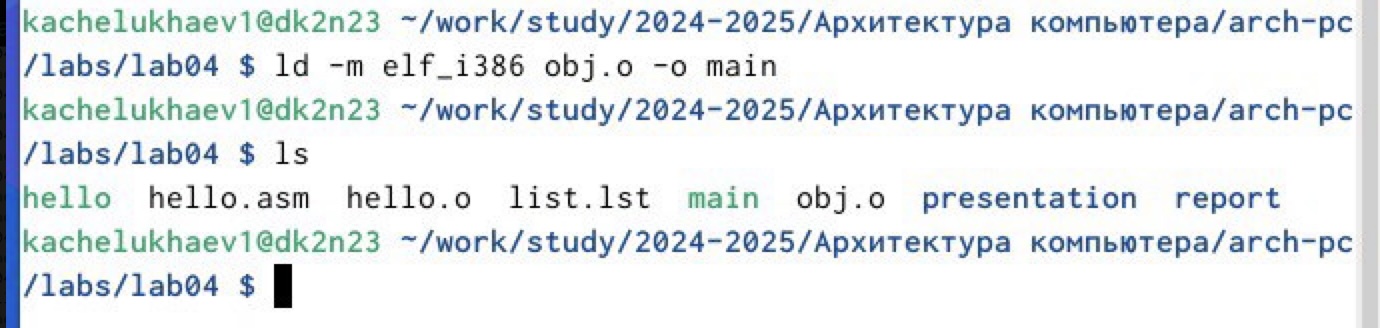 kachelukhaev1@dk2n23 ~/work/study/2024-2025/Архитектура компьютера/arch-pc
/labs/lab04 $ ld -m elf_i386 obj.o -o main
kachelukhaev1@dk2n23 ~/work/study/2024-2025/Архитектура компьютера/arch-pc
/labs/lab04 $ ls
hello  hello.asm  hello.o  list.lst  main  obj.o  presentation  report
kachelukhaev1@dk2n23 ~/work/study/2024-2025/Архитектура компьютера/arch-pc
/labs/lab04 $